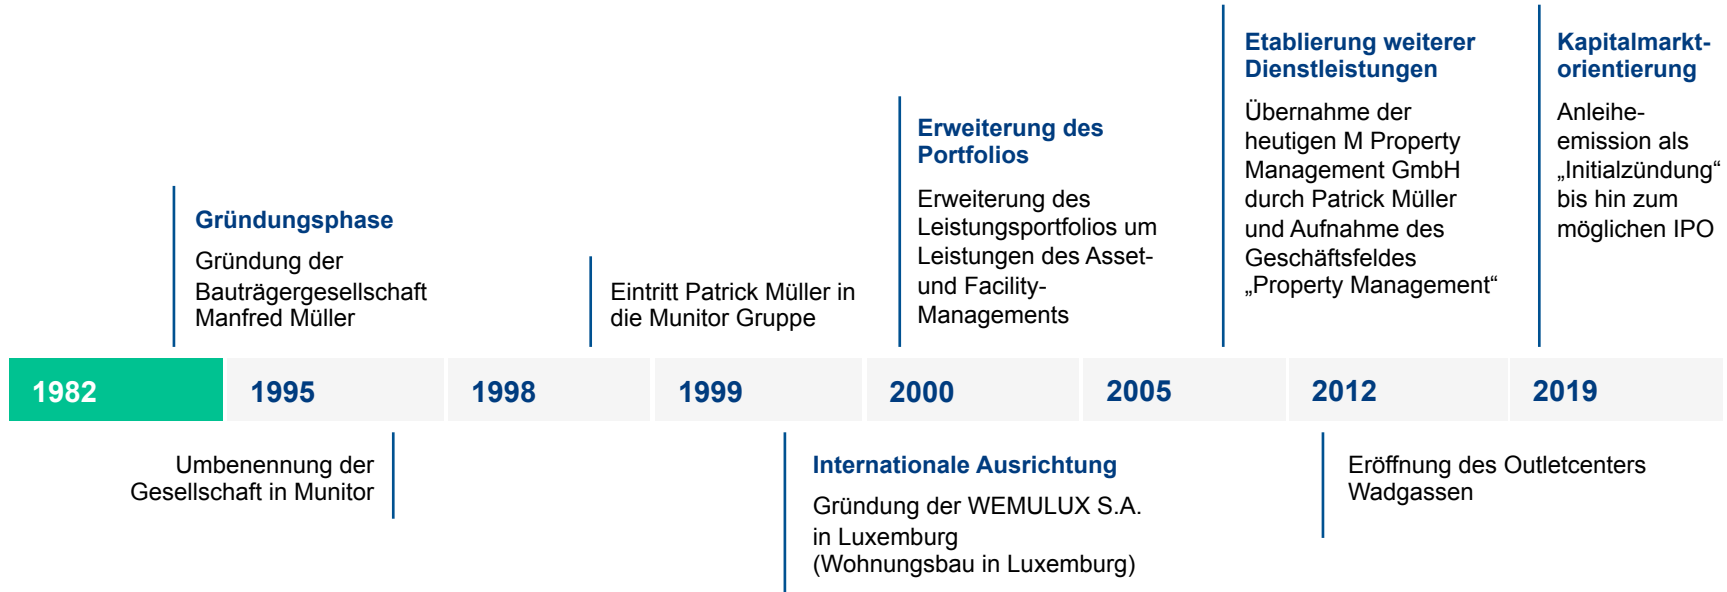 Gründungsphase
Gründung der
Bauträgergesellschaft
Manfred Müller
Eintritt Patrick Müller in
die Munitor Gruppe
Erweiterung des
Portfolios
Erweiterung des
Leistungsportfolios um
Leistungen des Asset-
und Facility-
Managements
Etablierung weiterer
Dienstleistungen
Übernahme der
heutigen M Property
Management GmbH
durch Patrick Müller
und Aufnahme des
Geschäftsfeldes
„Property Management“
Kapitalmarkt-
orientierung
Anleihe-
emission als
„Initialzündung“
bis hin zum
möglichen IPO
1982 1995 1998 1999 2000 2005 2012 2019
Umbenennung der
Gesellschaft in Munitor
Internationale Ausrichtung
Gründung der WEMULUX S.A.
in Luxemburg
(Wohnungsbau in Luxemburg)
Eröffnung des Outletcenters
Wadgassen